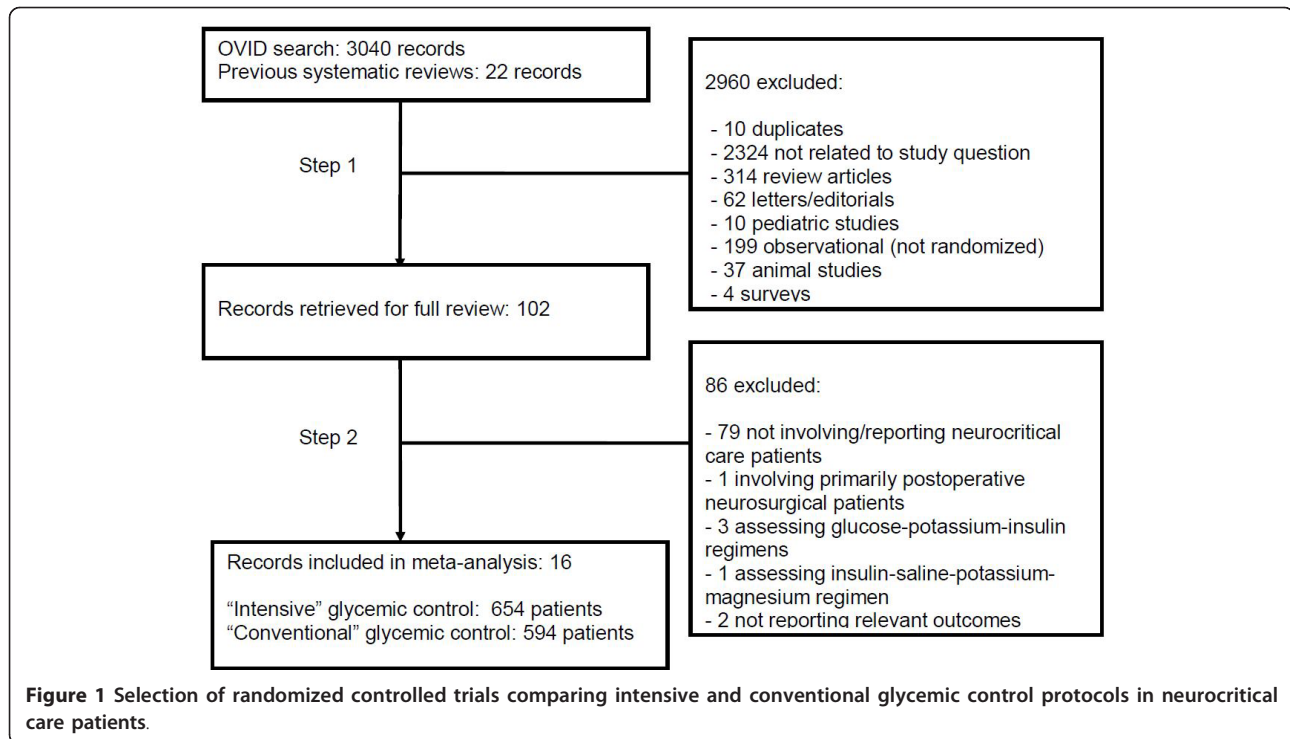 OVID search: 3040 records
Previous systematic reviews: 22 records
2960 excluded:
- 10 duplicates
- 2324 not related to study question
- 314 review articles
- 62 letters/editorials
- 10 pediatric studies
- 199 observational (not randomized)
- 37 animal studies
- 4 surveys
Step 1
Records retrieved for full review: 102
86 excluded:
- 79 not involving/reporting neurocritical
care patients
- 1 involving primarily postoperative
neurosurgical patients
- 3 assessing glucose-potassium-insulin
regimens
- 1 assessing insulin-saline-potassium-
magnesium regimen
- 2 not reporting relevant outcomes
Step 2
Records included in meta-analysis: 16
“Intensive” glycemic control: 654 patients
“Conventional” glycemic control: 594 patients
Figure 1 Selection of randomized controlled trials comparing intensive and conventional glycemic control protocols in neurocritical
care patients.